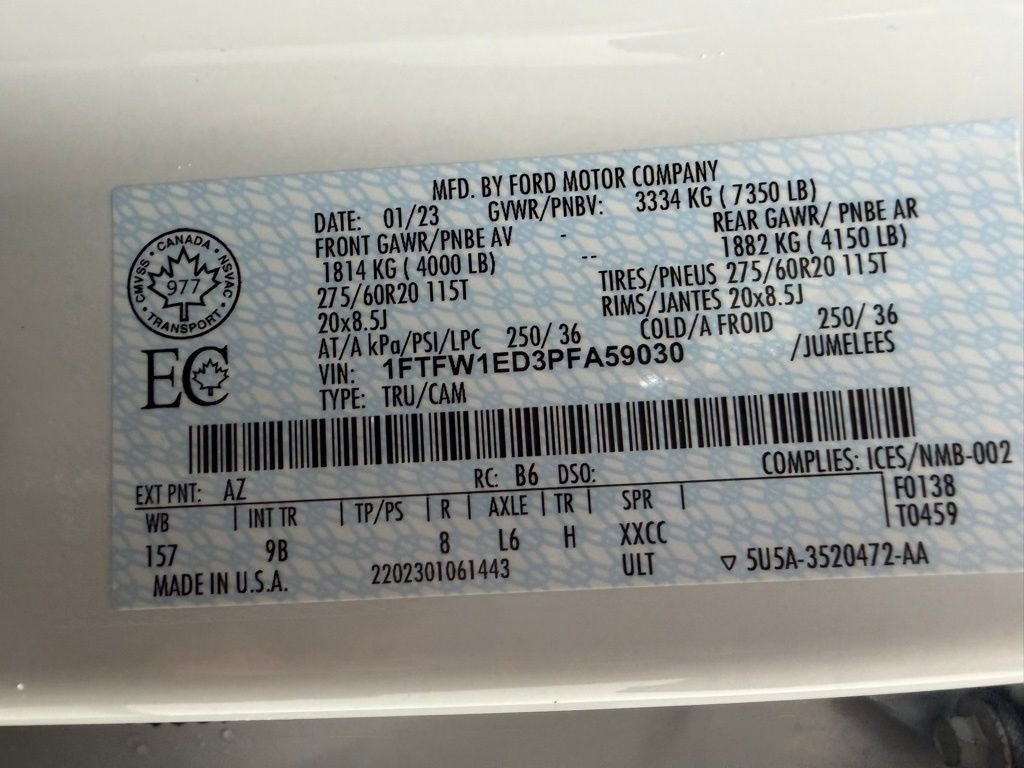 MFD. BY FORD MOTOR COMPANY
DATE: 01/23 GVWR/PNBV: 3334 KG ( 7350 LB)
FRONT GAWR/PNBE AV - REAR GAWR/ PNBE AR
1814 KG ( 4000 LB) -- 1882 KG ( 4150 LB)
275/60R20 115T TIRES/PNEUS 275/60R20 115T
20x8.5J RIMS/JANTES 20x8.5J
AT/A kPa/PSI/LPC 250/ 36 COLD/A FROID 250/ 36
VIN: 1FTFW1ED3PFA59030 /JUMELEES
TYPE: TRU/CAM
CANADA
CMVSS · NSVAC
977
TRANSPORT
EC
COMPLIES: ICES/NMB-002
EXT PNT: AZ RC: B6 DSO:
WB | INT TR | TP/PS | R | AXLE | TR | SPR | F0138
T0459
157 9B 8 L6 H XXCC
MADE IN U.S.A. 2202301061443 ULT ▽ 5U5A-3520472-AA